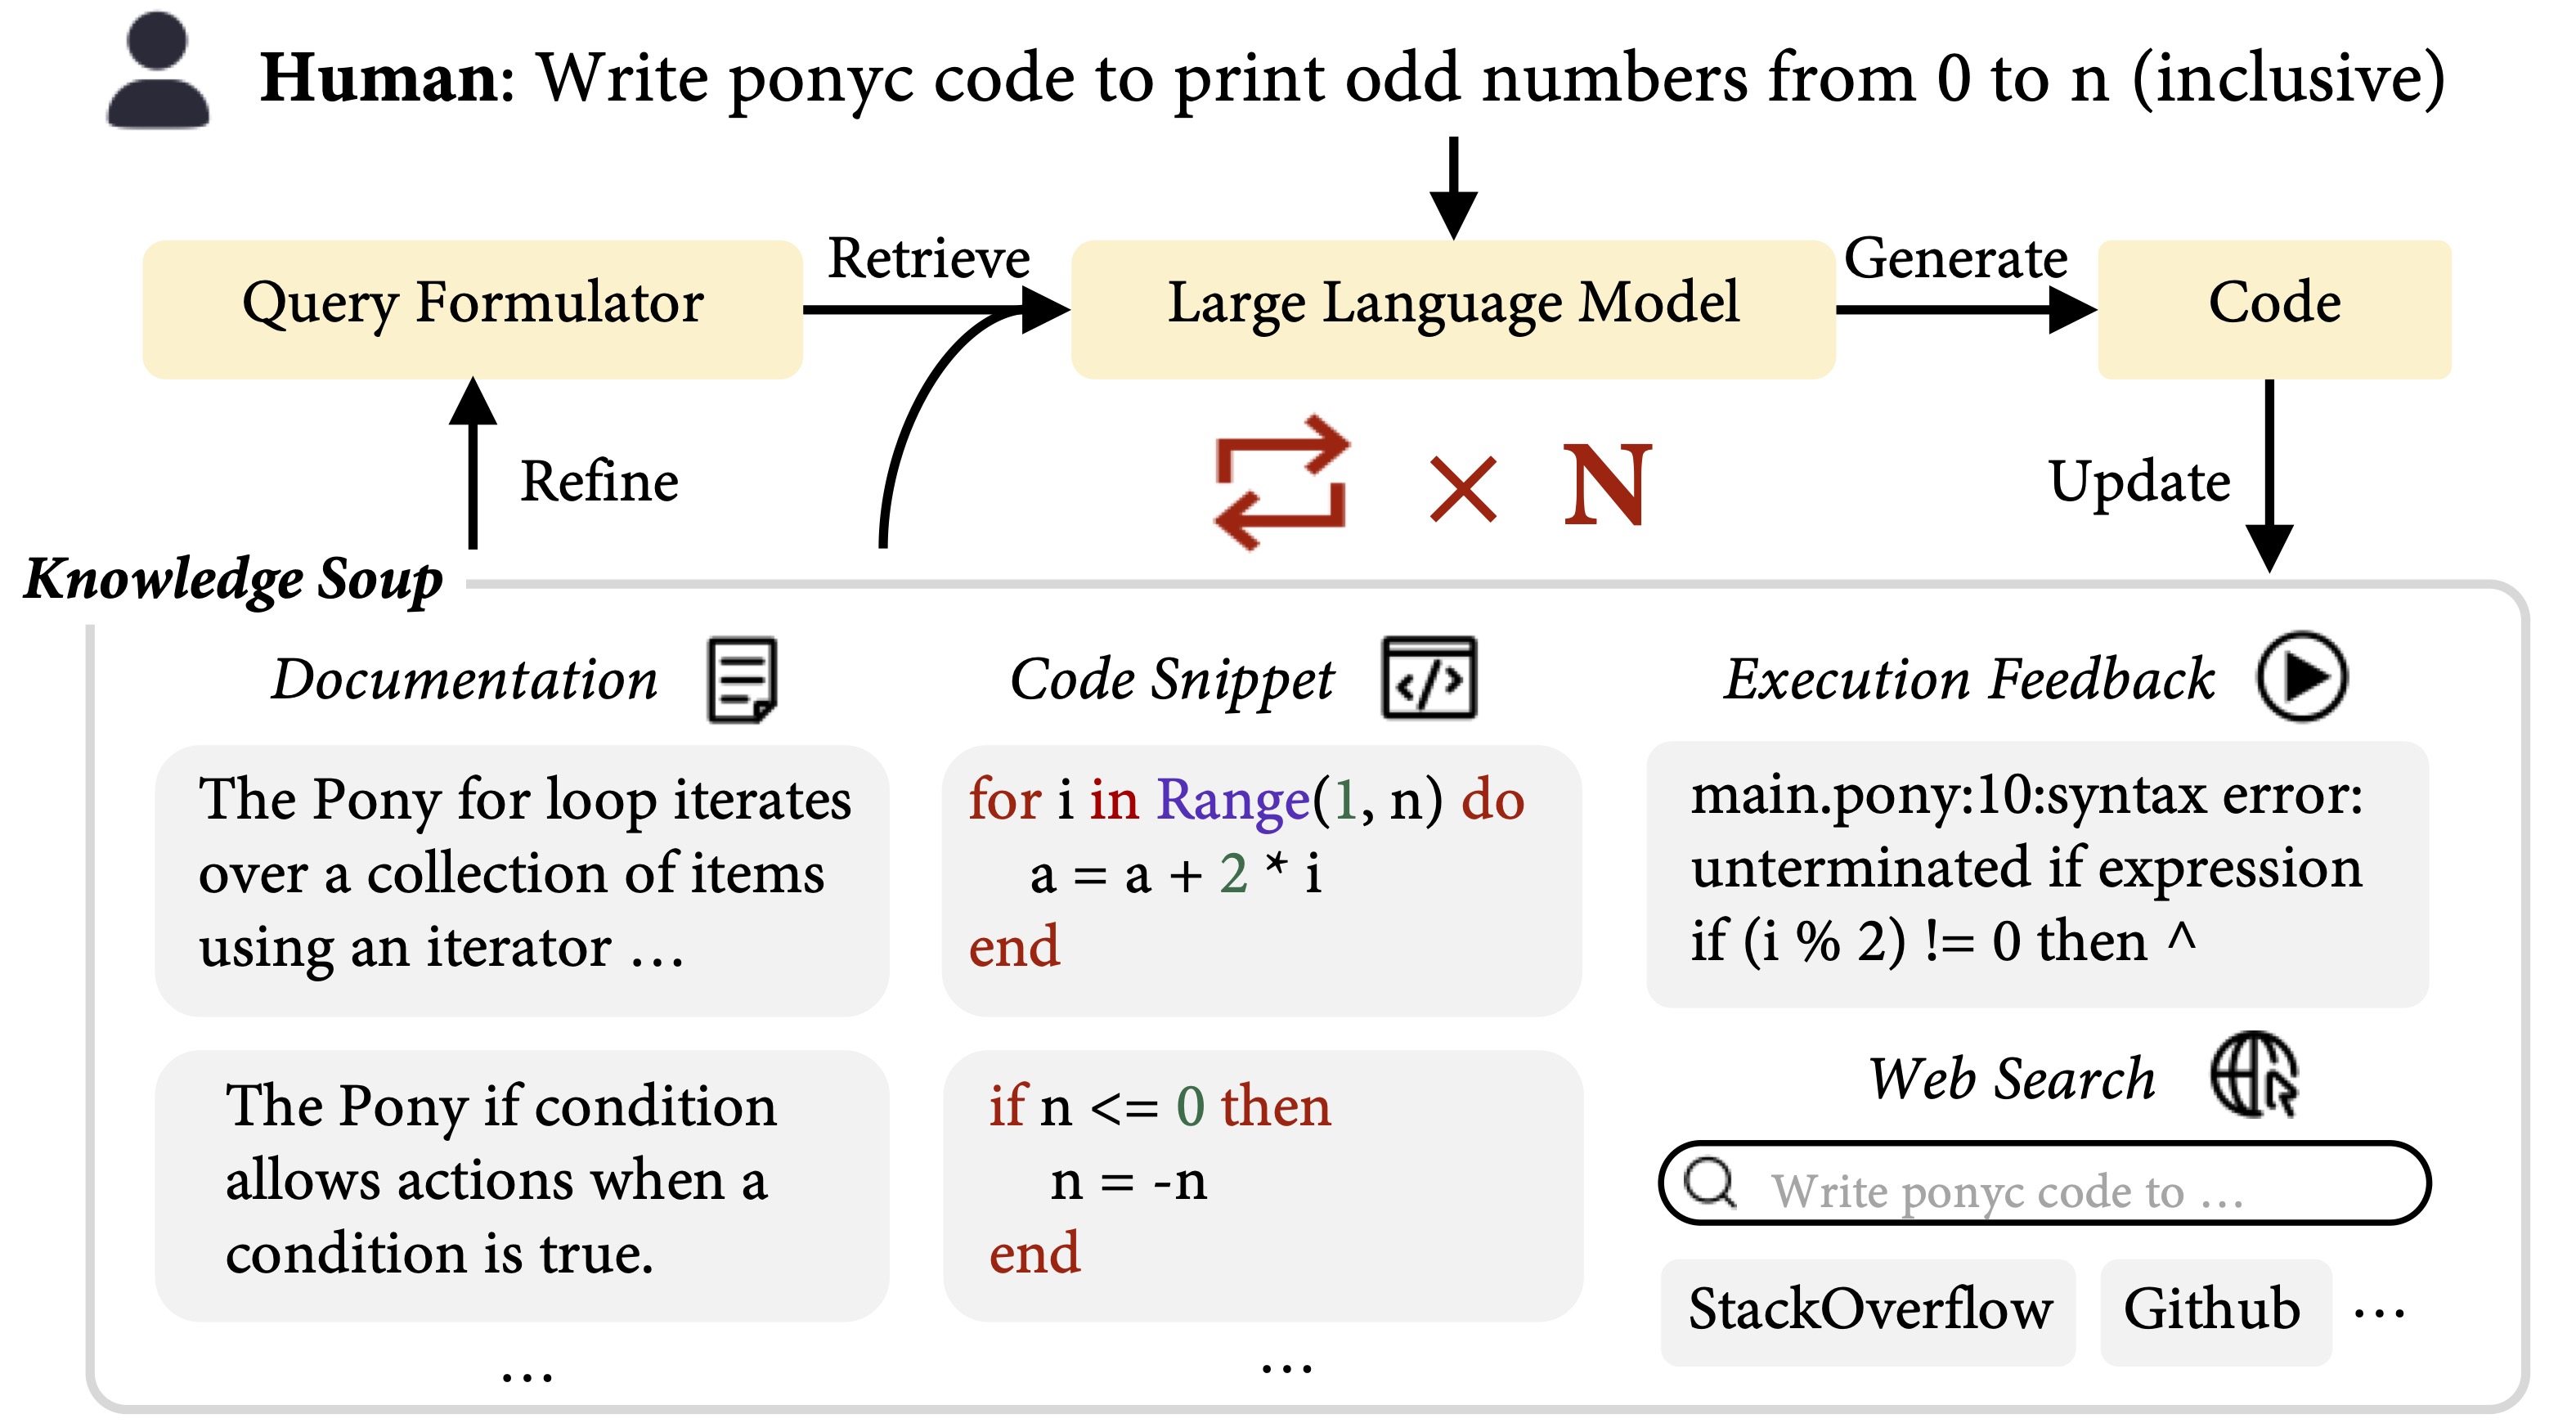 Human: Write ponyc code to print odd numbers from 0 to n (inclusive)
Query Formulator
Retrieve
Large Language Model
Generate
Code
Refine
× N
Update
Knowledge Soup
Documentation
The Pony for loop iterates
over a collection of items
using an iterator …
The Pony if condition
allows actions when a
condition is true.
…
Code Snippet
</>
for i in Range(1, n) do
a = a + 2 * i
end
if n <= 0 then
n = -n
end
…
Execution Feedback
main.pony:10:syntax error:
unterminated if expression
if (i % 2) != 0 then ^
Web Search
Write ponyc code to …
StackOverflow
Github
…